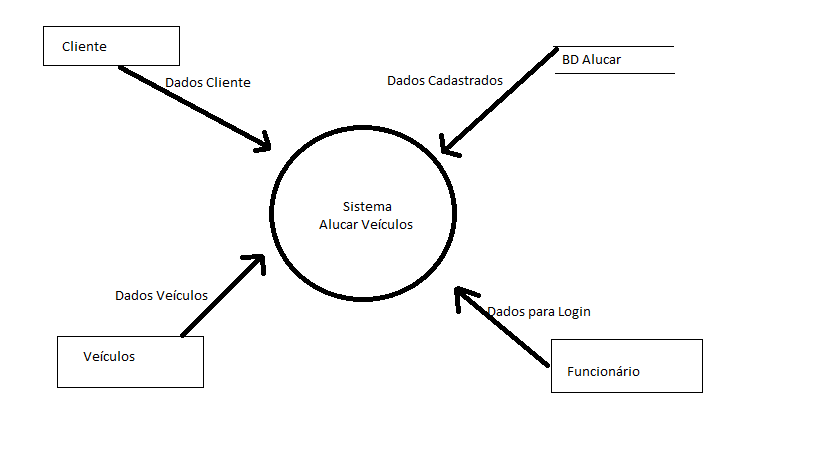 Cliente
BD Alucar
Dados Cliente
Dados Cadastrados
Sistema
Alucar Veículos
Dados Veículos
Dados para Login
Veículos
Funcionário